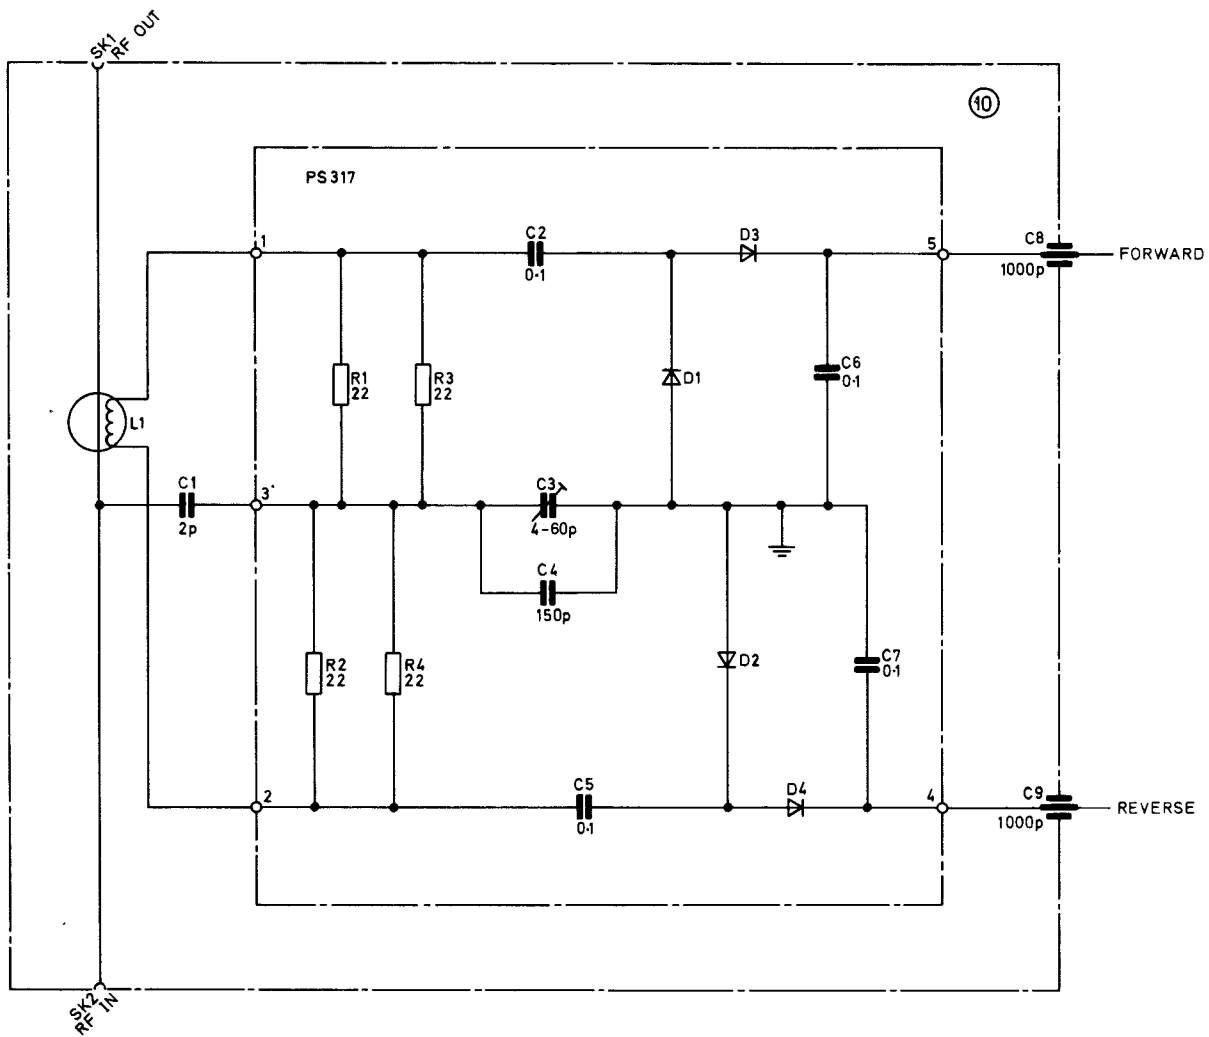 SK1
RF OUT
10
PS317
1
C2
0·1
D3
5
C8
1000p
FORWARD
R1
22
R3
22
D1
C6
0·1
L1
C1
2p
3
C3
4-60p
C4
150p
R2
22
R4
22
D2
C7
0·1
2
C5
0·1
D4
4
C9
1000p
REVERSE
SK2
RF IN